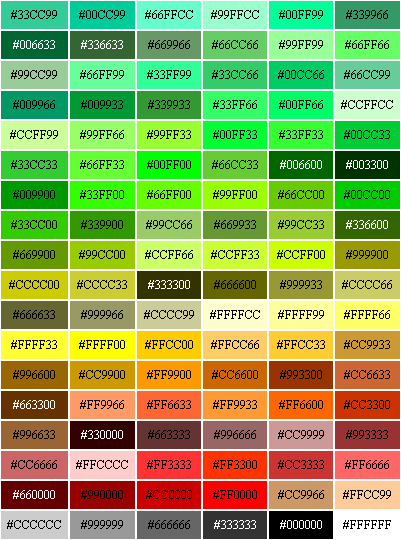 #33CC99 #00CC99 #66FFCC #99FFCC #00FF99 #339966
#006633 #336633 #669966 #66CC66 #99FF99 #66FF66
#99CC99 #66FF99 #33FF99 #33CC66 #00CC66 #66CC99
#009966 #009933 #339933 #33FF66 #00FF66 #CCFFCC
#CCFF99 #99FF66 #99FF33 #00FF33 #33FF33 #00CC33
#33CC33 #66FF33 #00FF00 #66CC33 #006600 #003300
#009900 #33FF00 #66FF00 #99FF00 #66CC00 #00CC00
#33CC00 #339900 #99CC66 #669933 #99CC33 #336600
#669900 #99CC00 #CCFF66 #CCFF33 #CCFF00 #999900
#CCCC00 #CCCC33 #333300 #666600 #999933 #CCCC66
#666633 #999966 #CCCC99 #FFFFCC #FFFF99 #FFFF66
#FFFF33 #FFFF00 #FFCC00 #FFCC66 #FFCC33 #CC9933
#996600 #CC9900 #FF9900 #CC6600 #993300 #CC6633
#663300 #FF9966 #FF6633 #FF9933 #FF6600 #CC3300
#996633 #330000 #663333 #996666 #CC9999 #993333
#CC6666 #FFCCCC #FF3333 #FF3300 #CC3333 #FF6666
#660000 #990000 #CC0000 #FF0000 #CC9966 #FFCC99
#CCCCCC #999999 #666666 #333333 #000000 #FFFFFF